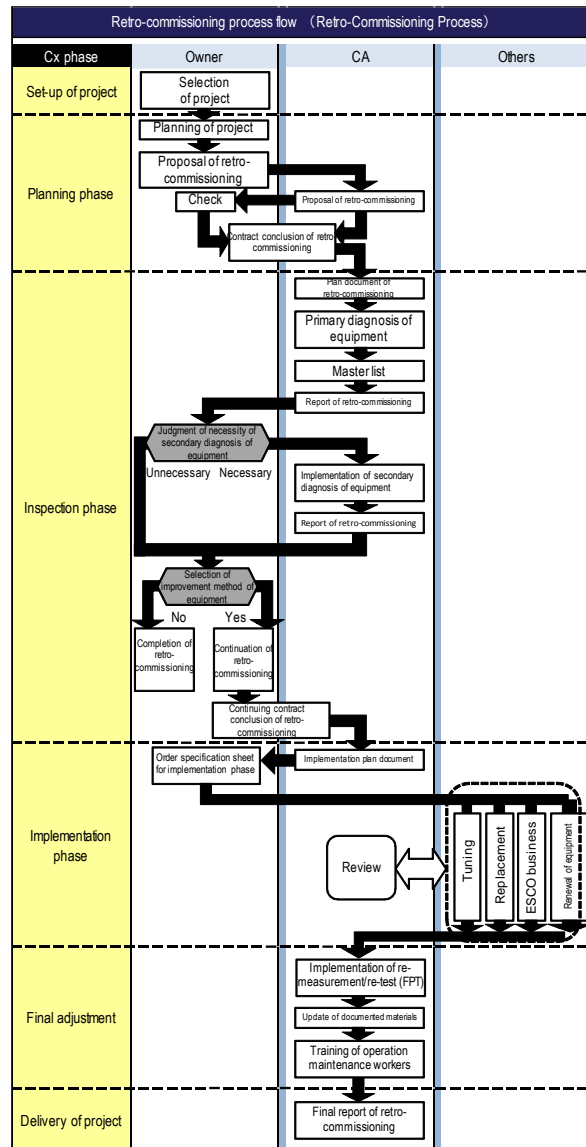 Retro-commissioning process flow （Retro-Commissioning Process）
Cx phase
Owner
CA
Others
Set-up of project
Selection
of project
Planning phase
Planning of project
Proposal of retro-
commissioning
Check
Proposal of retro-commissioning
Contract conclusion of retro
commissioning
Inspection phase
Plan document of
retro-commissioning
Primary diagnosis of
equipment
Master list
Report of retro-commissioning
Judgment of necessity of
secondary diagnosis of
equipment
Unnecessary Necessary
Implementation of secondary
diagnosis of equipment
Report of retro-commissioning
Selection of
improvement method of
equipment
No Yes
Completion of
retro-
commissioning
Continuation of
retro-
commissioning
Continuing contract
conclusion of retro-
commissioning
Implementation
phase
Order specification sheet
for implementation phase
Implementation plan document
Review
Tuning
Replacement
ESCO business
Renewal of equipment
Final adjustment
Implementation of re-
measurement/re-test (FPT)
Update of documented materials
Training of operation
maintenance workers
Delivery of project
Final report of retro-
commissioning